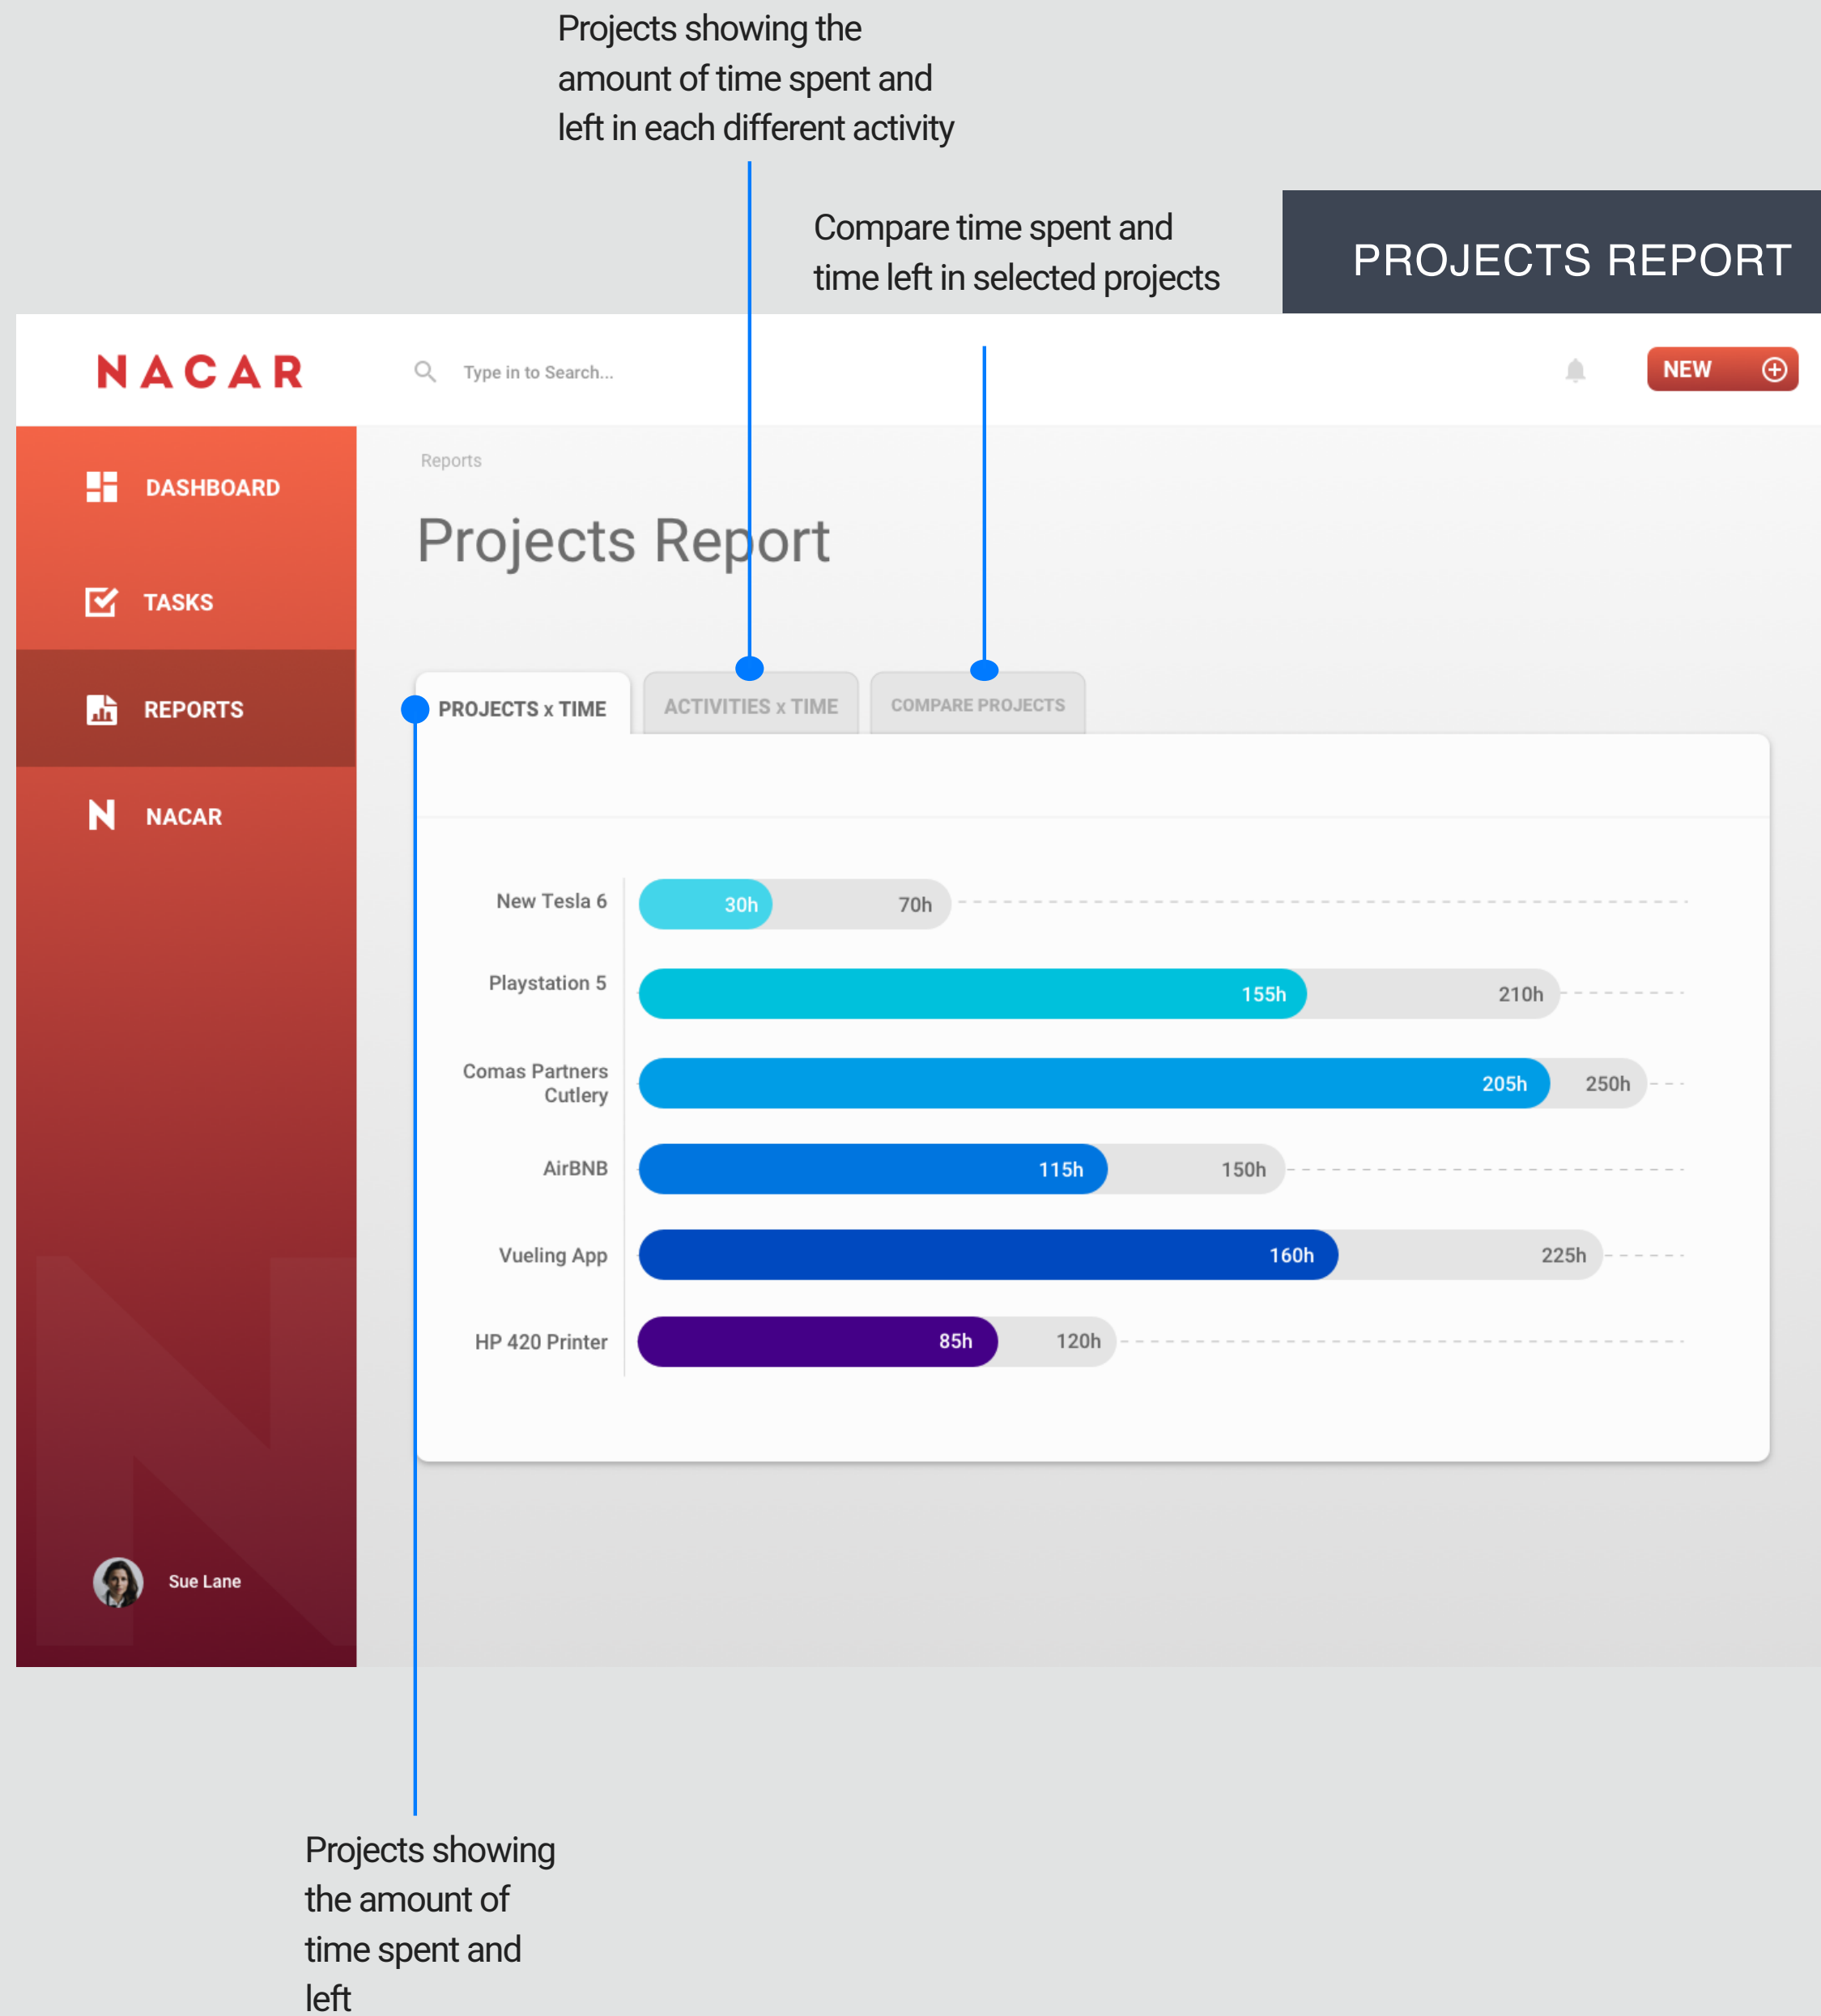 Projects showing the
amount of time spent and
left in each different activity
Compare time spent and
time left in selected projects
PROJECTS REPORT
NACAR
Type in to Search...
NEW
DASHBOARD
TASKS
REPORTS
N NACAR
Sue Lane
Reports
Projects Report
PROJECTS x TIME
ACTIVITIES x TIME
COMPARE PROJECTS
New Tesla 6 30h 70h
Playstation 5 155h 210h
Comas Partners
Cutlery 205h 250h
AirBNB 115h 150h
Vueling App 160h 225h
HP 420 Printer 85h 120h
Projects showing
the amount of
time spent and
left